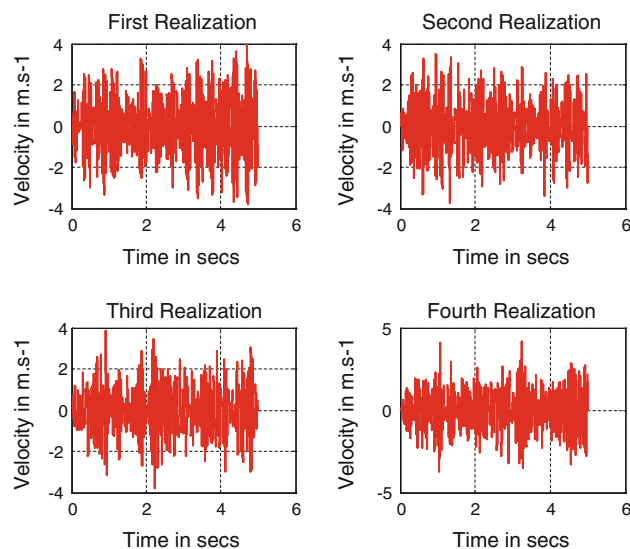 First Realization
Velocity in m.s-1
4
2
0
-2
-4
0
2
4
6
Time in secs
Second Realization
Velocity in m.s-1
4
2
0
-2
-4
0
2
4
6
Time in secs
Third Realization
Velocity in m.s-1
4
2
0
-2
-4
0
2
4
6
Time in secs
Fourth Realization
Velocity in m.s-1
5
0
-5
0
2
4
6
Time in secs